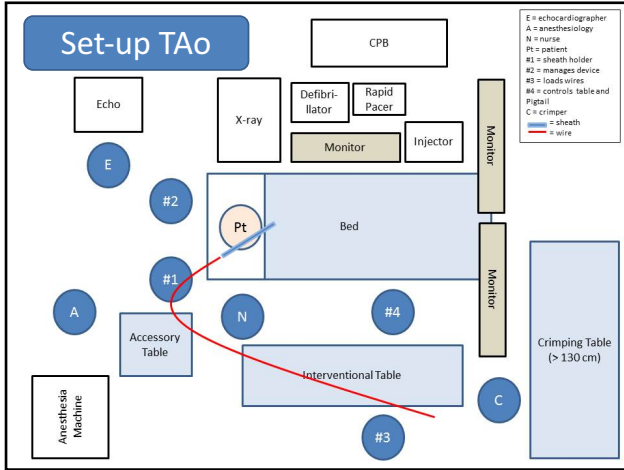 Set-up TAo
CPB
E = echocardiographer
A = anesthesiology
N = nurse
Pt = patient
#1 = sheath holder
#2 = manages device
#3 = loads wires
#4 = controls table and
Pigtail
C = crimper
= sheath
= wire
Echo
X-ray
Defibri-
llator
Rapid
Pacer
Monitor
Injector
Monitor
E
#2
Pt
Bed
#1
A
N
#4
Monitor
Accessory
Table
Interventional Table
Crimping Table
(> 130 cm)
Anesthesia
Machine
C
#3